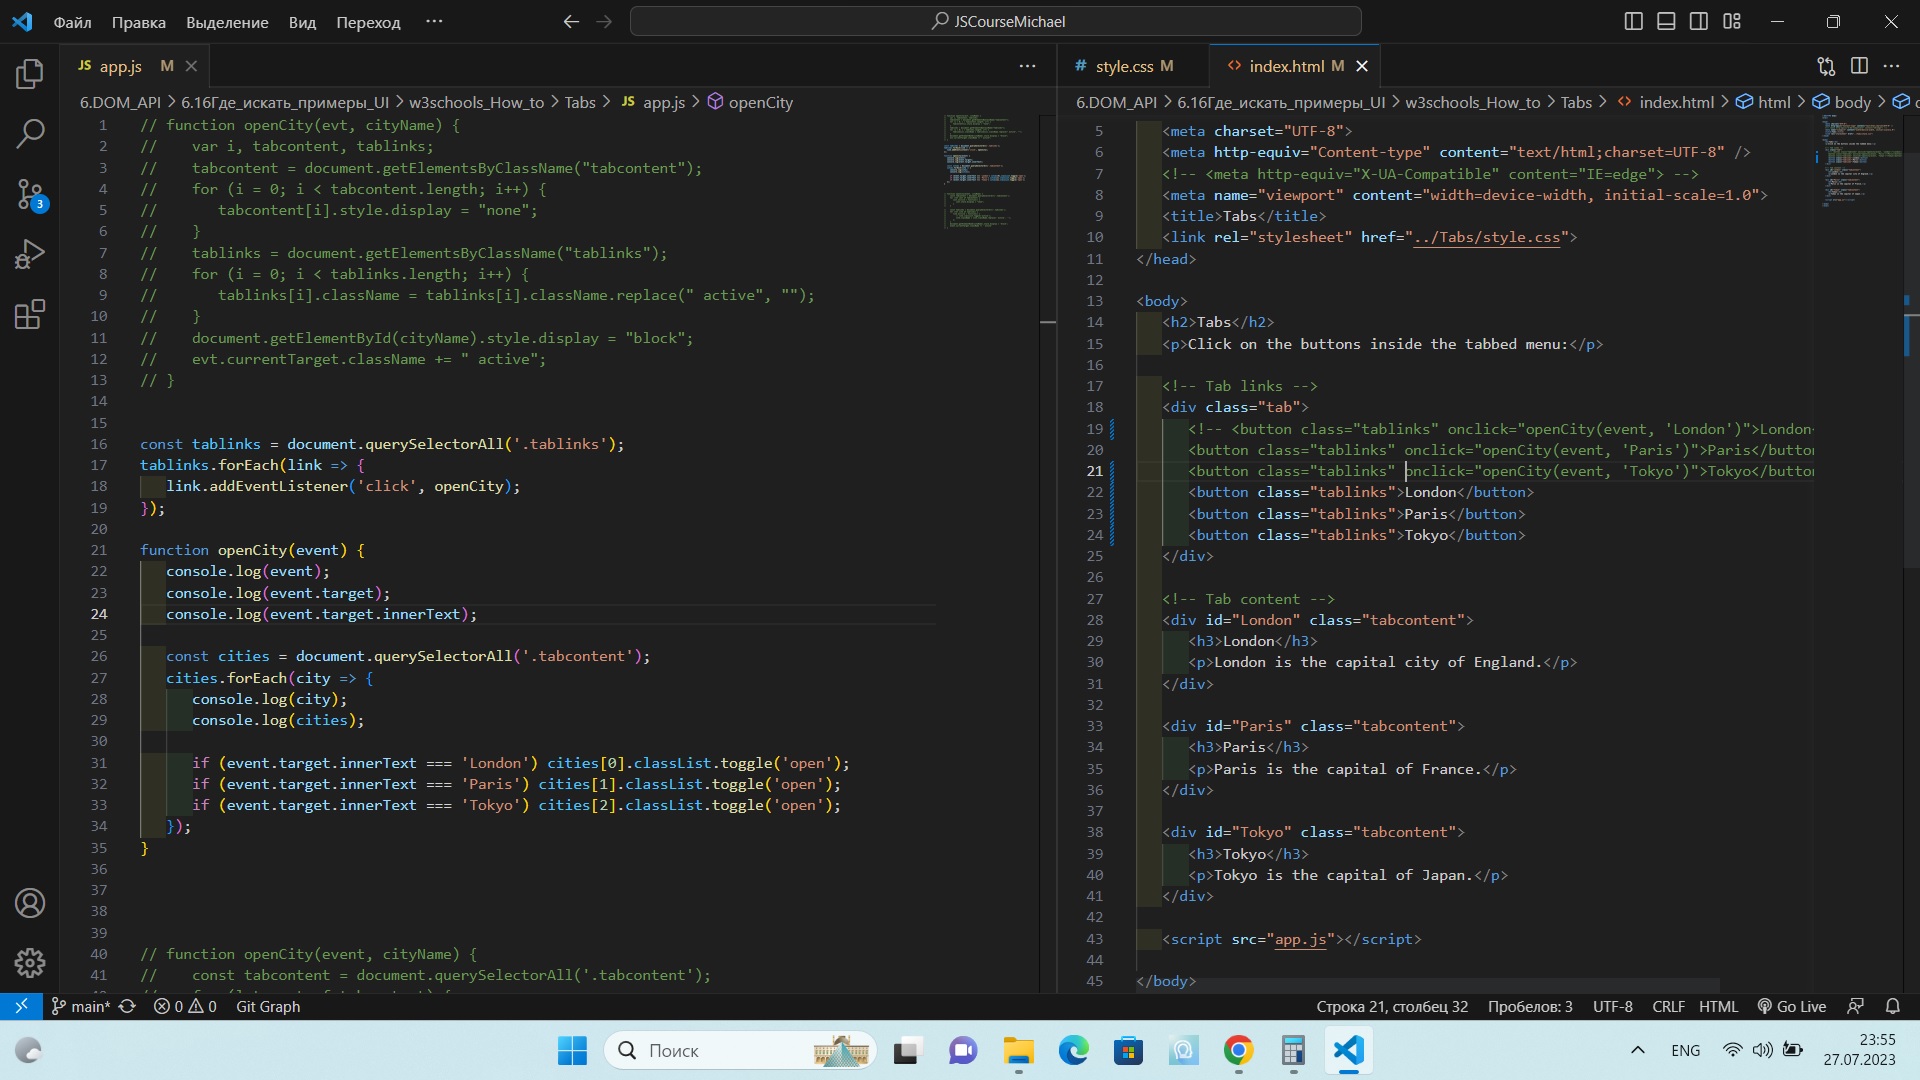 Файл Правка Выделение Вид Переход ··· JSCourseMichael
JS app.js M
6.DOM_API > 6.16Где_искать_примеры_UI > w3schools_How_to > Tabs > JS app.js > openCity
1 // function openCity(evt, cityName) {
2 //    var i, tabcontent, tablinks;
3 //    tabcontent = document.getElementsByClassName("tabcontent");
4 //    for (i = 0; i < tabcontent.length; i++) {
5 //       tabcontent[i].style.display = "none";
6 //    }
7 //    tablinks = document.getElementsByClassName("tablinks");
8 //    for (i = 0; i < tablinks.length; i++) {
9 //       tablinks[i].className = tablinks[i].className.replace(" active", "");
10 //    }
11 //    document.getElementById(cityName).style.display = "block";
12 //    evt.currentTarget.className += " active";
13 // }
14
15
16 const tablinks = document.querySelectorAll('.tablinks');
17 tablinks.forEach(link => {
18    link.addEventListener('click', openCity);
19 });
20
21 function openCity(event) {
22    console.log(event);
23    console.log(event.target);
24    console.log(event.target.innerText);
25
26    const cities = document.querySelectorAll('.tabcontent');
27    cities.forEach(city => {
28       console.log(city);
29       console.log(cities);
30
31       if (event.target.innerText === 'London') cities[0].classList.toggle('open');
32       if (event.target.innerText === 'Paris') cities[1].classList.toggle('open');
33       if (event.target.innerText === 'Tokyo') cities[2].classList.toggle('open');
34    });
35 }
36
37
38
39
40 // function openCity(event, cityName) {
41 //    const tabcontent = document.querySelectorAll('.tabcontent');
# style.css M
<> index.html M
6.DOM_API > 6.16Где_искать_примеры_UI > w3schools_How_to > Tabs > <> index.html > html > body >
5    <meta charset="UTF-8">
6    <meta http-equiv="Content-type" content="text/html;charset=UTF-8" />
7    <!-- <meta http-equiv="X-UA-Compatible" content="IE=edge"> -->
8    <meta name="viewport" content="width=device-width, initial-scale=1.0">
9    <title>Tabs</title>
10    <link rel="stylesheet" href="../Tabs/style.css">
11 </head>
12
13 <body>
14    <h2>Tabs</h2>
15    <p>Click on the buttons inside the tabbed menu:</p>
16
17    <!-- Tab links -->
18    <div class="tab">
19       <!-- <button class="tablinks" onclick="openCity(event, 'London')">London
20       <button class="tablinks" onclick="openCity(event, 'Paris')">Paris</button
21       <button class="tablinks" onclick="openCity(event, 'Tokyo')">Tokyo</button
22       <button class="tablinks">London</button>
23       <button class="tablinks">Paris</button>
24       <button class="tablinks">Tokyo</button>
25    </div>
26
27    <!-- Tab content -->
28    <div id="London" class="tabcontent">
29       <h3>London</h3>
30       <p>London is the capital city of England.</p>
31    </div>
32
33    <div id="Paris" class="tabcontent">
34       <h3>Paris</h3>
35       <p>Paris is the capital of France.</p>
36    </div>
37
38    <div id="Tokyo" class="tabcontent">
39       <h3>Tokyo</h3>
40       <p>Tokyo is the capital of Japan.</p>
41    </div>
42
43    <script src="app.js"></script>
44
45 </body>
3
main* 0 0 Git Graph
Строка 21, столбец 32 Пробелов: 3 UTF-8 CRLF HTML Go Live
Поиск
ENG
23:55
27.07.2023